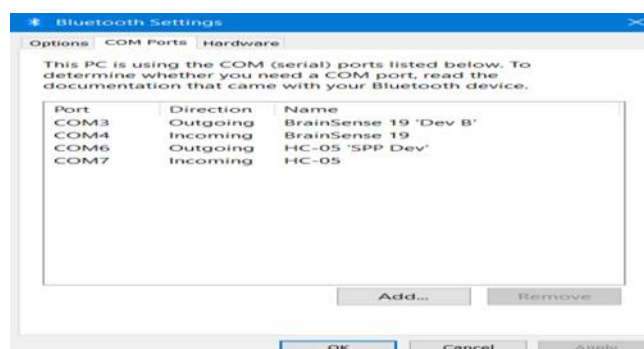 Bluetooth Settings
Options COM Ports Hardware
This PC is using the COM (serial) ports listed below. To
determine whether you need a COM port, read the
documentation that came with your Bluetooth device.
Port Direction Name
COM3 Outgoing BrainSense 19 'Dev B'
COM4 Incoming BrainSense 19
COM6 Outgoing HC-05 'SPP Dev'
COM7 Incoming HC-05
Add... Remove
OK Cancel Apply